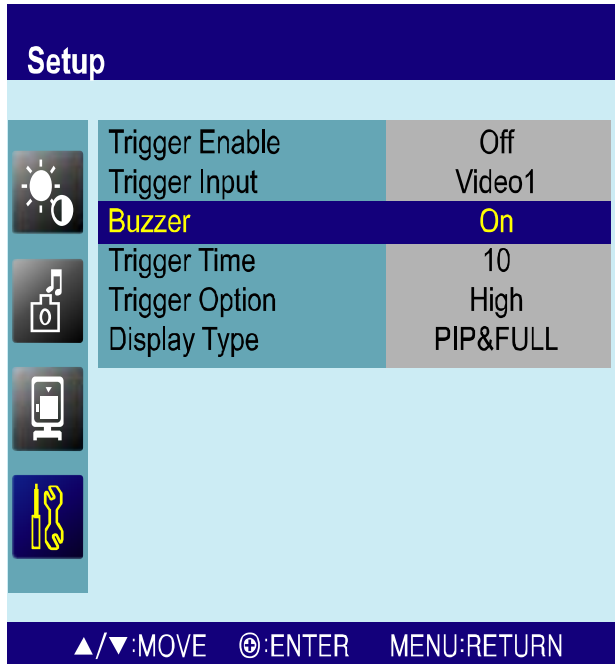 Setup
Trigger Enable Off
Trigger Input Video1
Buzzer On
Trigger Time 10
Trigger Option High
Display Type PIP&FULL
▲/▼:MOVE ⊕:ENTER MENU:RETURN